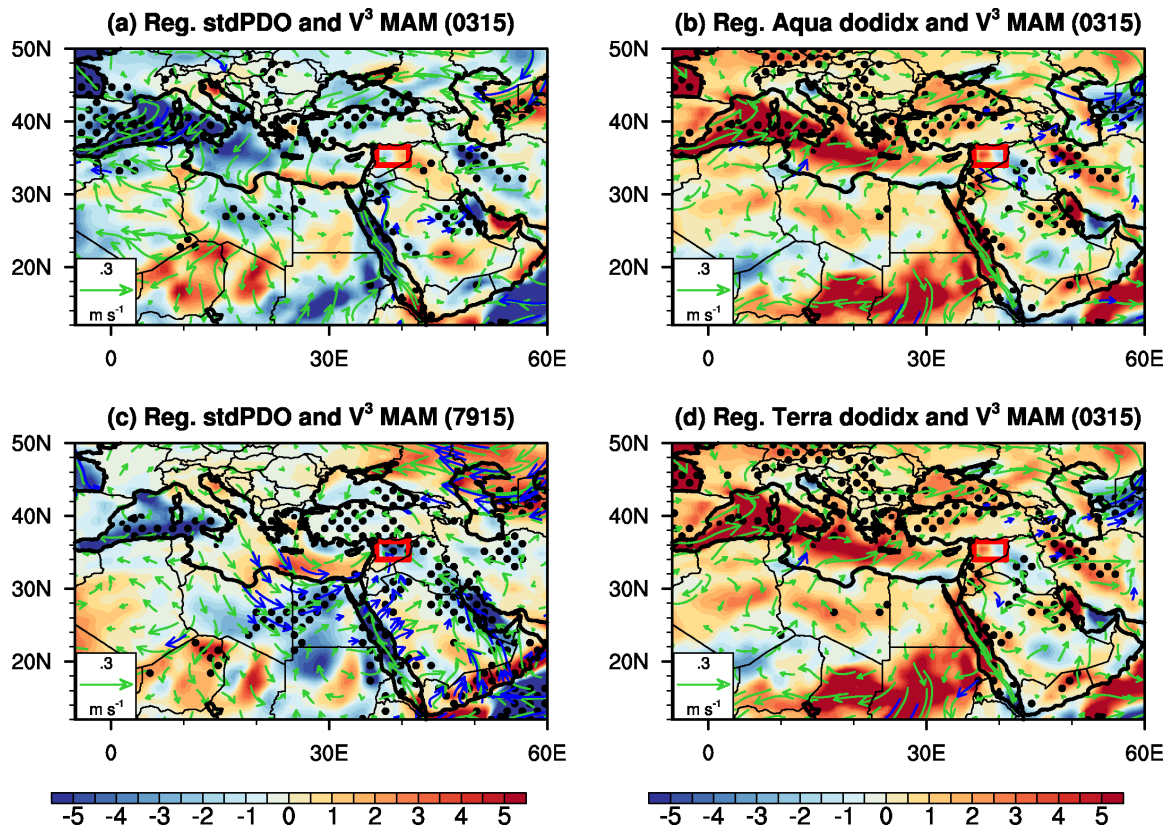 (a) Reg. stdPDO and V³ MAM (0315)
50N
40N
30N
20N
.3
m s⁻¹
0
30E
60E
(b) Reg. Aqua dodidx and V³ MAM (0315)
50N
40N
30N
20N
.3
m s⁻¹
0
30E
60E
(c) Reg. stdPDO and V³ MAM (7915)
50N
40N
30N
20N
.3
m s⁻¹
0
30E
60E
(d) Reg. Terra dodidx and V³ MAM (0315)
50N
40N
30N
20N
.3
m s⁻¹
0
30E
60E
-5 -4 -3 -2 -1 0 1 2 3 4 5
-5 -4 -3 -2 -1 0 1 2 3 4 5